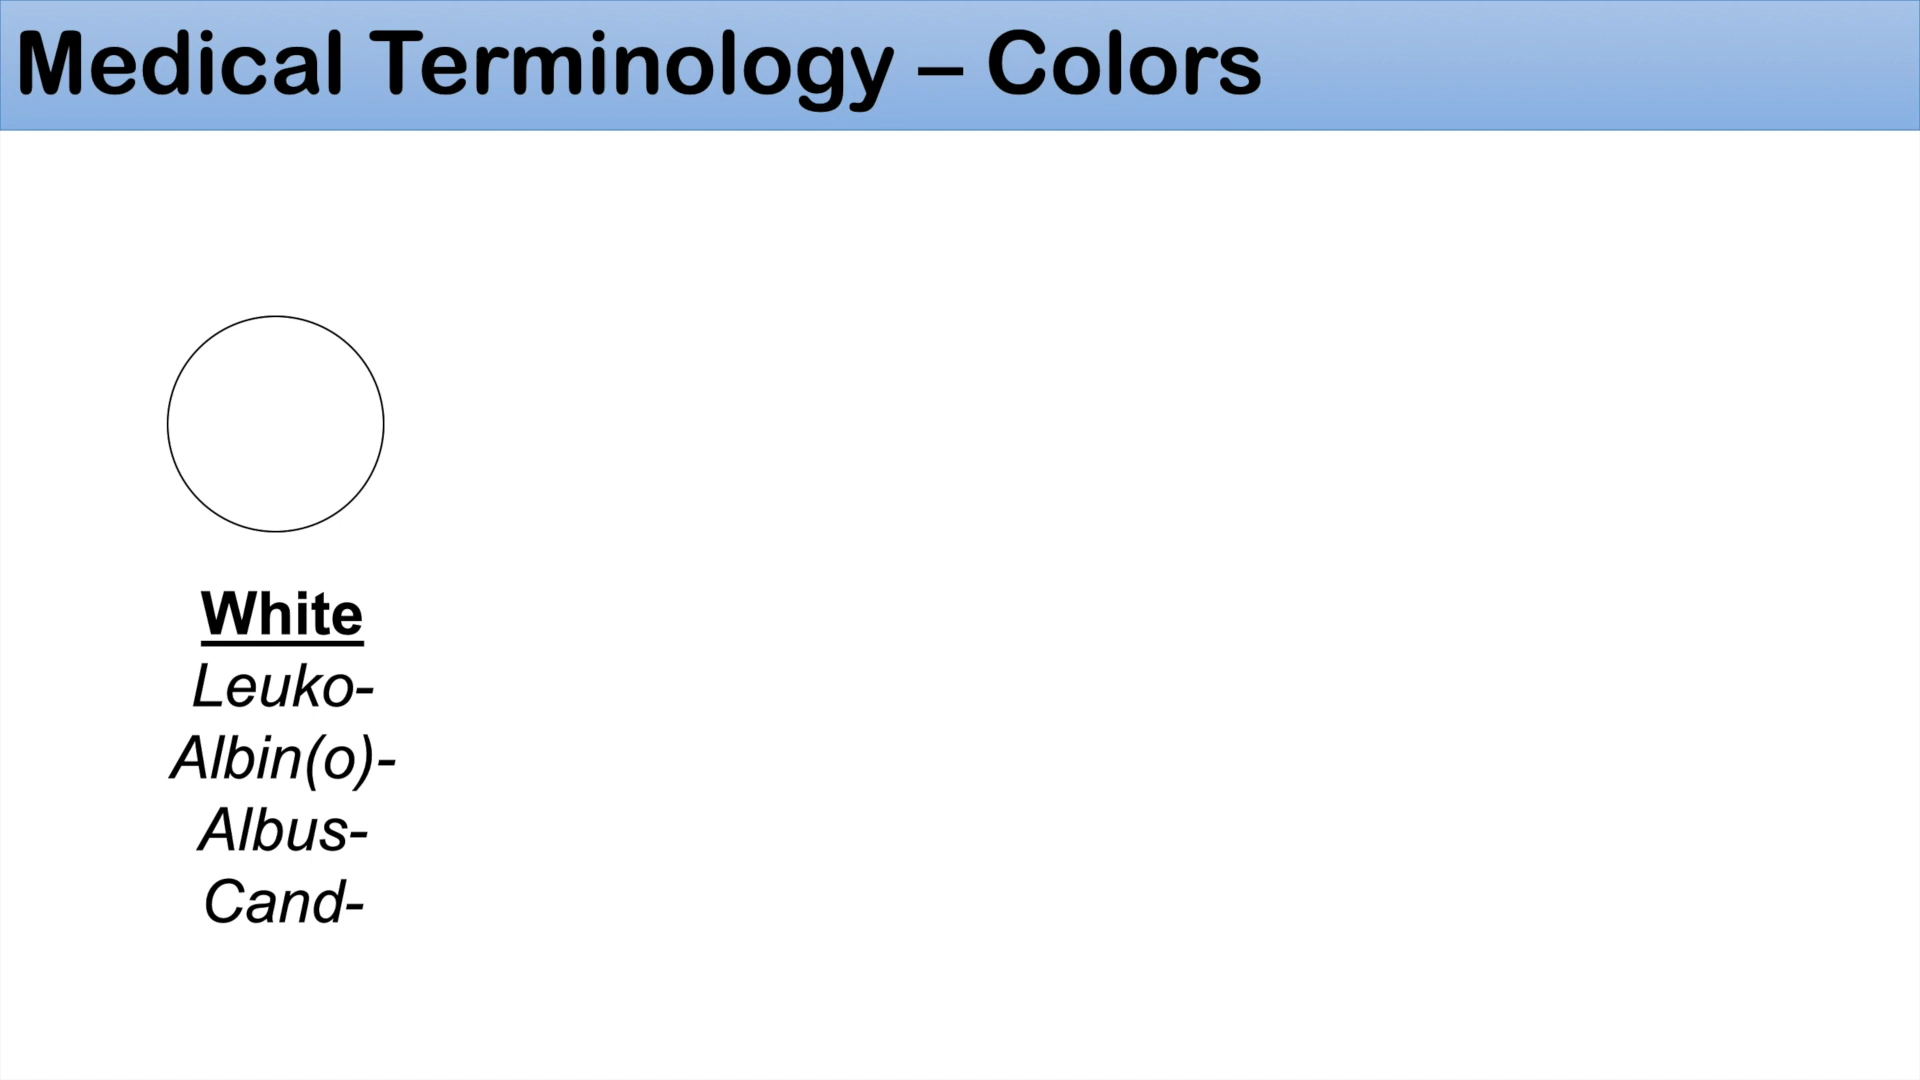 Medical Terminology – Colors
White
Leuko-
Albin(o)-
Albus-
Cand-